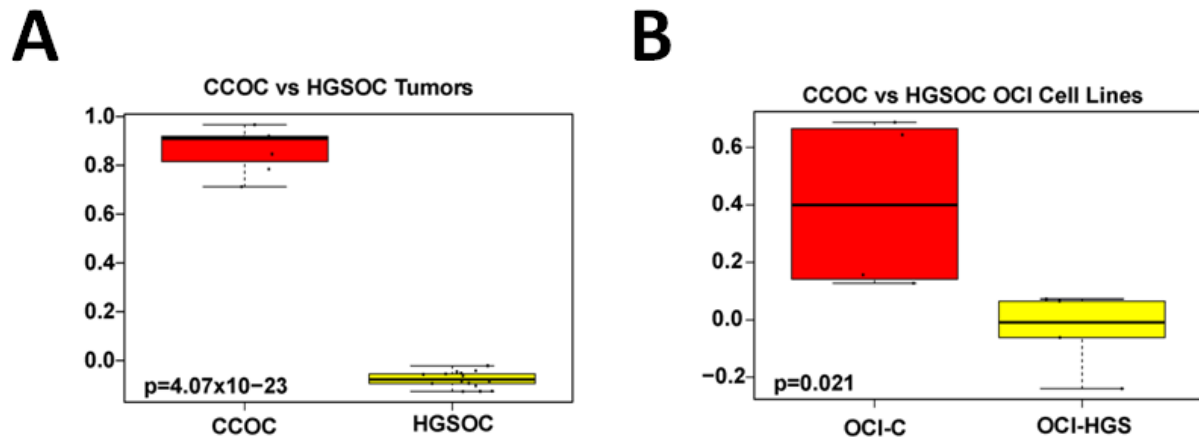 A
CCOC vs HGSOC Tumors
1.0
0.8
0.6
0.4
0.2
0.0
p=4.07x10−23
CCOC
HGSOC
B
CCOC vs HGSOC OCI Cell Lines
0.6
0.4
0.2
0.0
−0.2
p=0.021
OCI-C
OCI-HGS